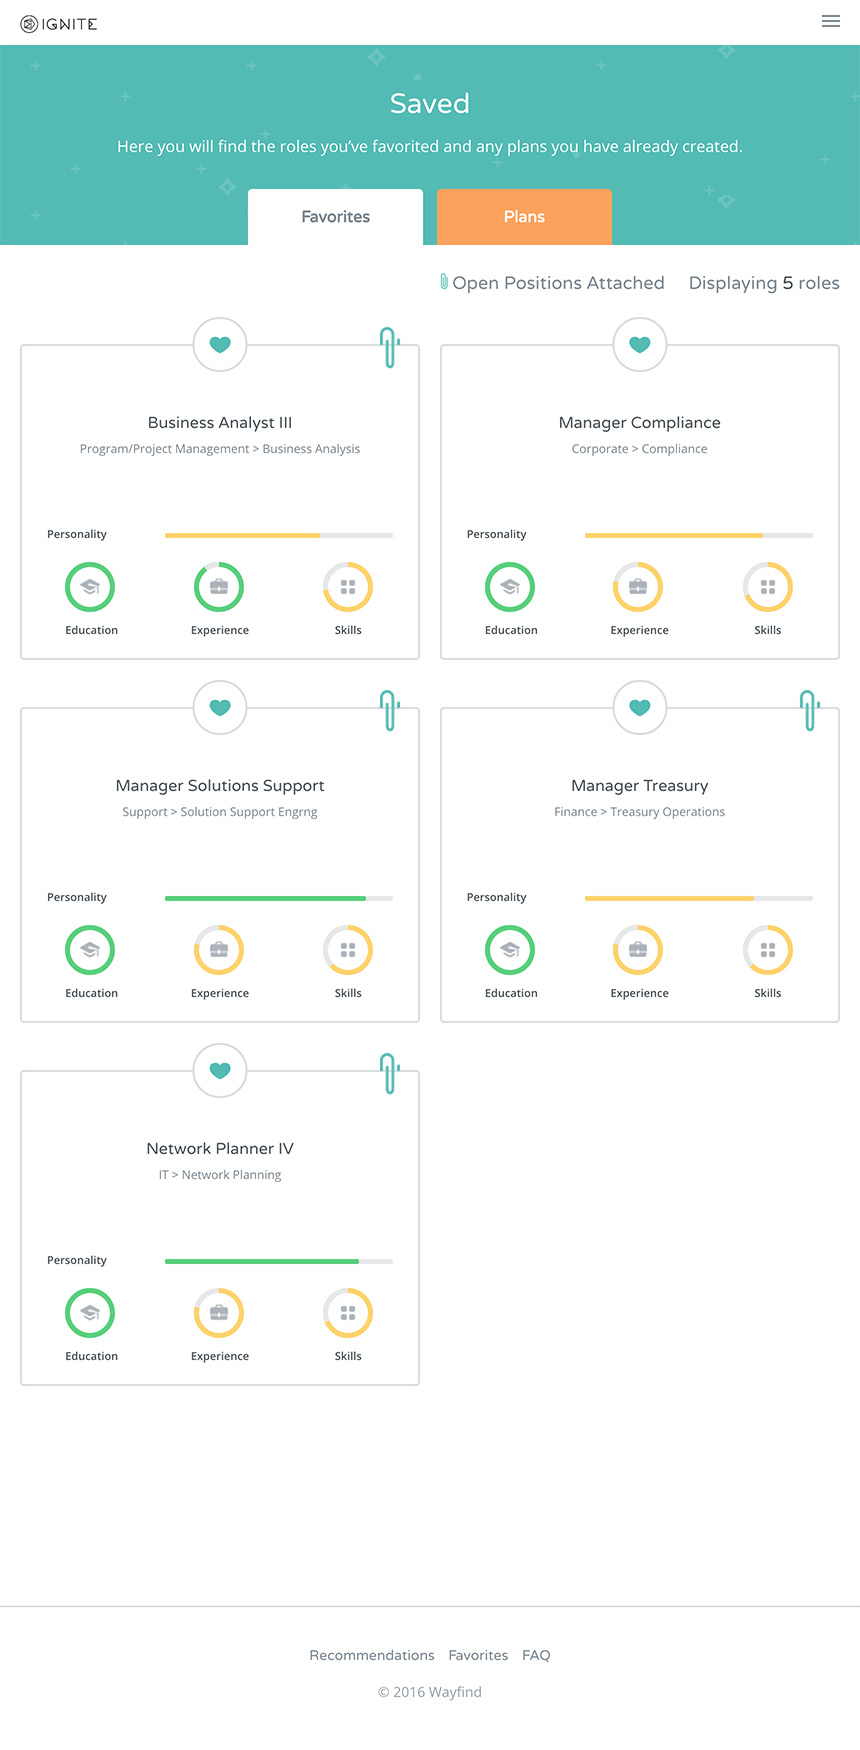 IGNITE
Saved
Here you will find the roles you’ve favorited and any plans you have already created.
Favorites
Plans
Open Positions Attached
Displaying 5 roles
Business Analyst III
Program/Project Management > Business Analysis
Personality
Education
Experience
Skills
Manager Compliance
Corporate > Compliance
Personality
Education
Experience
Skills
Manager Solutions Support
Support > Solution Support Engrng
Personality
Education
Experience
Skills
Manager Treasury
Finance > Treasury Operations
Personality
Education
Experience
Skills
Network Planner IV
IT > Network Planning
Personality
Education
Experience
Skills
Recommendations
Favorites
FAQ
© 2016 Wayfind